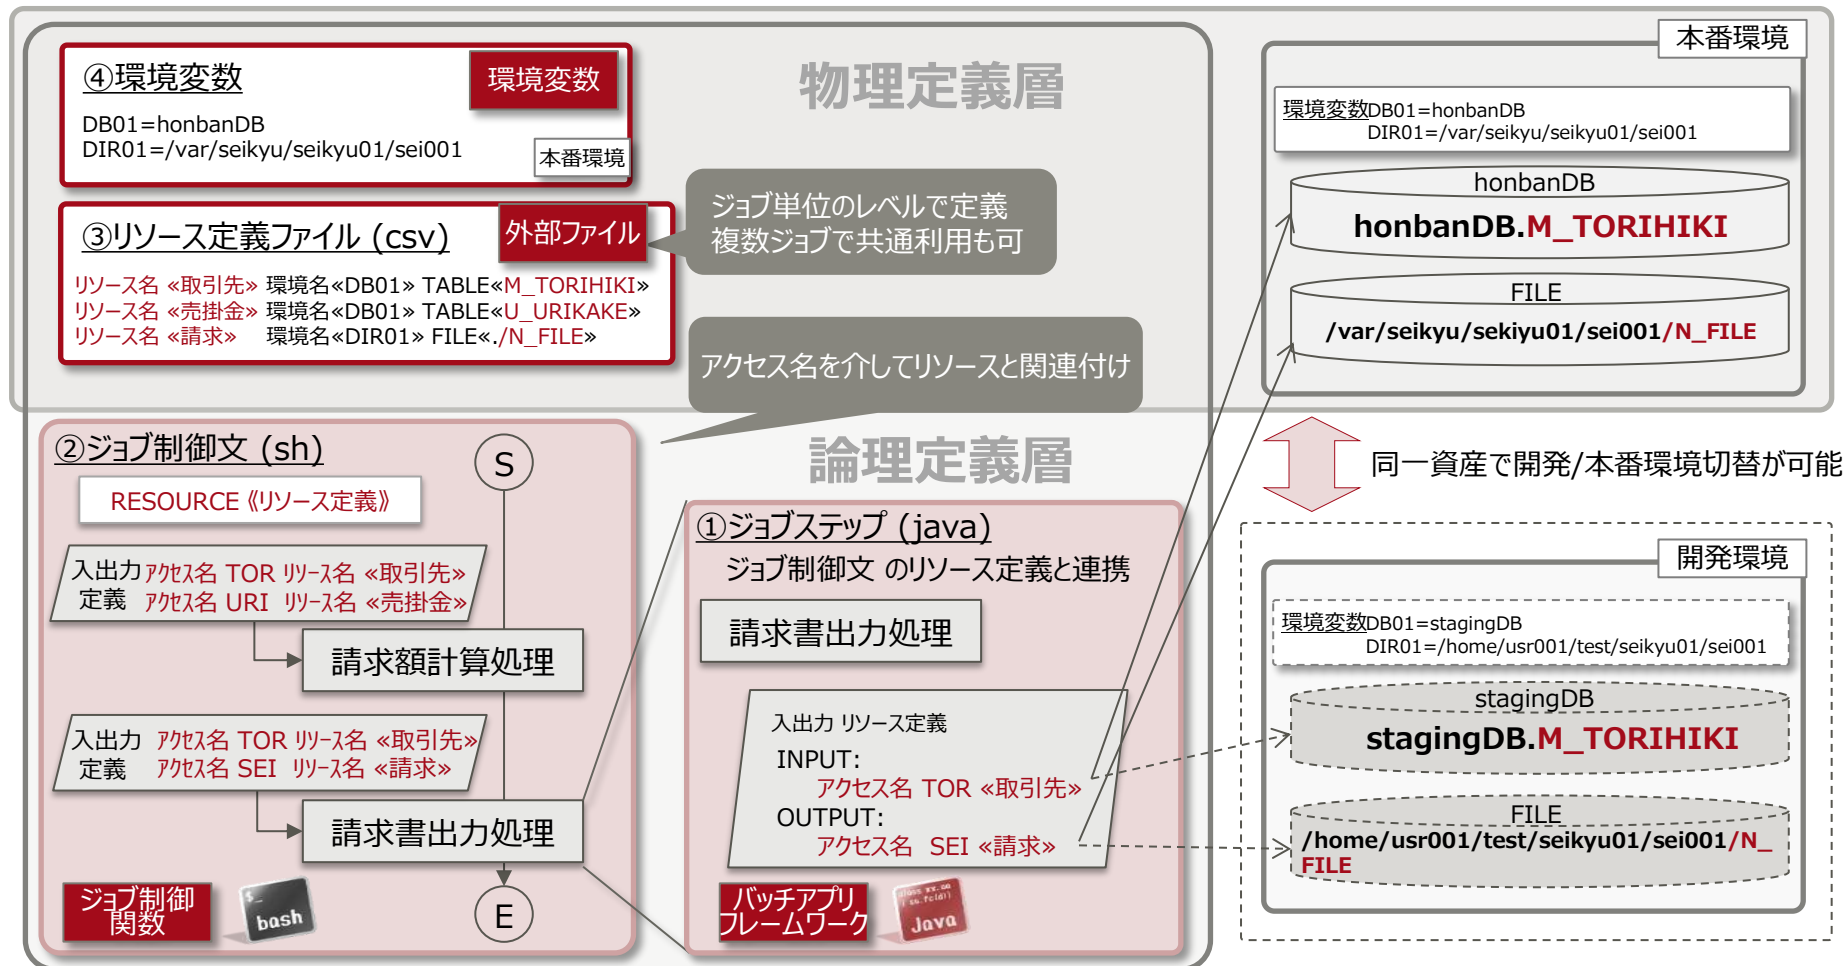 物理定義層
④環境変数
環境変数
DB01=honbanDB
DIR01=/var/seikyu/seikyu01/sei001
本番環境
③リソース定義ファイル (csv)
外部ファイル
リソース名 «取引先» 環境名«DB01» TABLE«M_TORIHIKI»
リソース名 «売掛金» 環境名«DB01» TABLE«U_URIKAKE»
リソース名 «請求» 環境名«DIR01» FILE«./N_FILE»
ジョブ単位のレベルで定義
複数ジョブで共通利用も可
アクセス名を介してリソースと関連付け
論理定義層
②ジョブ制御文 (sh)
RESOURCE《リソース定義》
S
入出力
定義
アクセス名 TOR リソース名 «取引先»
アクセス名 URI リソース名 «売掛金»
請求額計算処理
入出力
定義
アクセス名 TOR リソース名 «取引先»
アクセス名 SEI リソース名 «請求»
請求書出力処理
E
ジョブ制御
関数
$_
bash
①ジョブステップ (java)
ジョブ制御文 のリソース定義と連携
請求書出力処理
入出力 リソース定義
INPUT:
アクセス名 TOR «取引先»
OUTPUT:
アクセス名 SEI «請求»
バッチアプリ
フレームワーク
Java
本番環境
環境変数DB01=honbanDB
DIR01=/var/seikyu/seikyu01/sei001
honbanDB
honbanDB.M_TORIHIKI
FILE
/var/seikyu/sekiyu01/sei001/N_FILE
同一資産で開発/本番環境切替が可能
開発環境
環境変数DB01=stagingDB
DIR01=/home/usr001/test/seikyu01/sei001
stagingDB
stagingDB.M_TORIHIKI
FILE
/home/usr001/test/seikyu01/sei001/N_
FILE